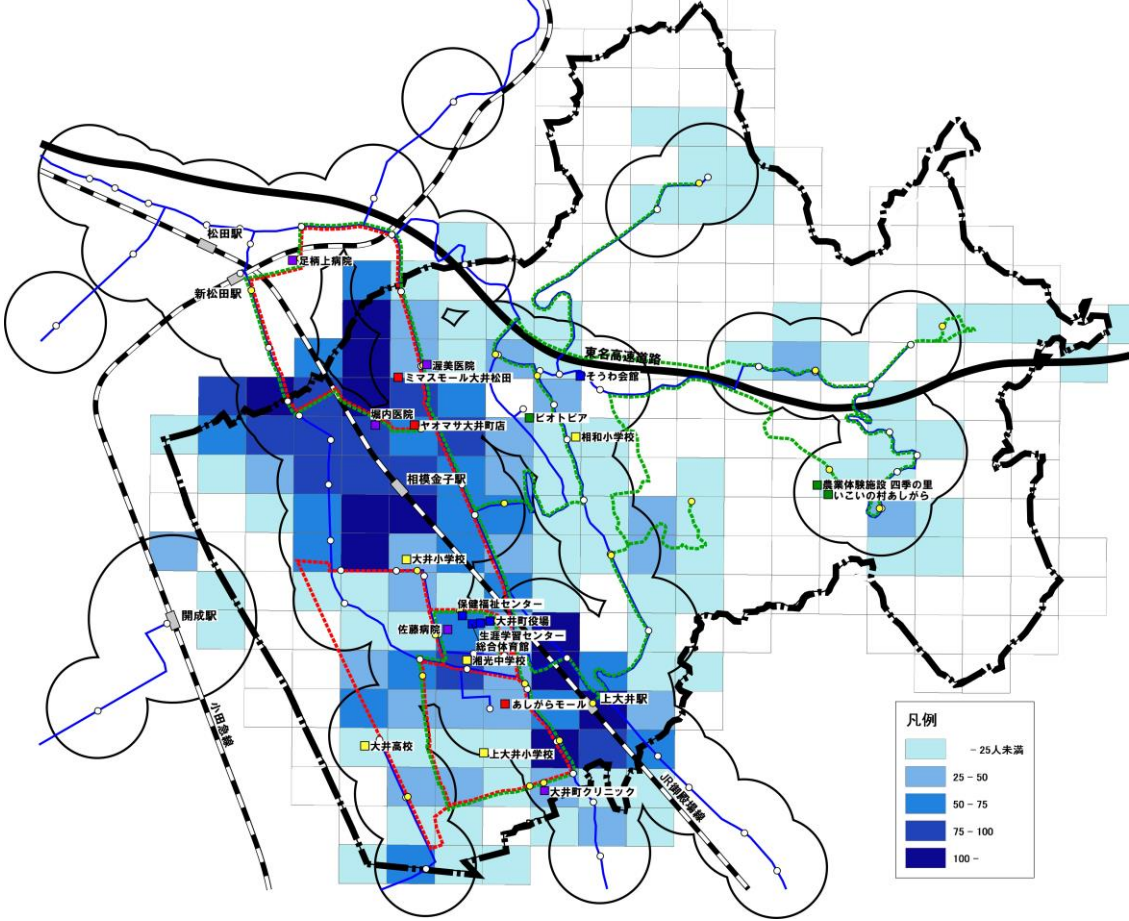 松田駅
足柄上病院
新松田駅
東名高速道路
渥美医院
そうわ会館
ミマスモール大井松田
堀内医院
ビオトピア
ヤオマサ大井町店
相和小学校
相模金子駅
農業体験施設 四季の里
いこいの村あしがら
大井小学校
開成駅
保健福祉センター
大井町役場
佐藤病院
生涯学習センター
総合体育館
湘光中学校
小田急線
あしがらモール
上大井駅
大井高校
上大井小学校
大井町クリニック
JR御殿場線
凡例
- 25人未満
25 - 50
50 - 75
75 - 100
100 -